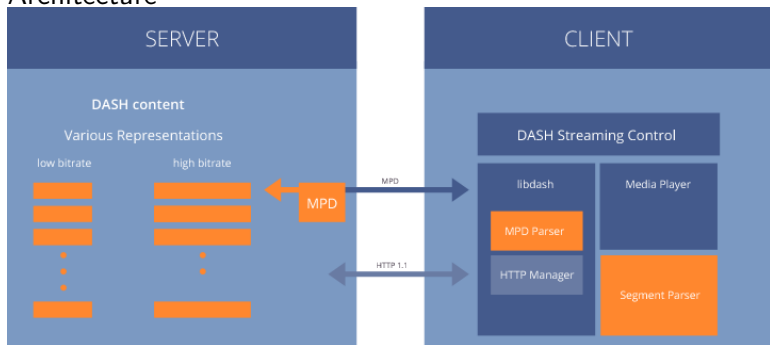 Architecture
SERVER
CLIENT
DASH content
Various Representations
low bitrate
high bitrate
MPD
MPD
HTTP 1.1
DASH Streaming Control
libdash
Media Player
MPD Parser
HTTP Manager
Segment Parser